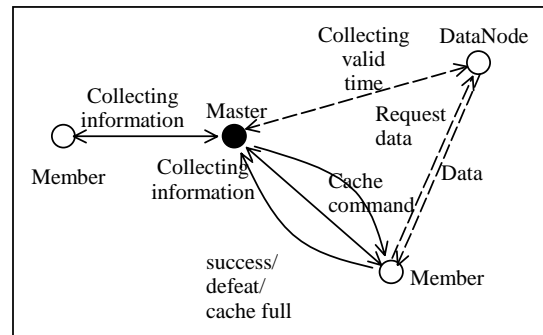 Collecting
valid
time
DataNode
Collecting
information
Master
Request
data
Member
Collecting
information
Cache
command
Data
success/
defeat/
cache full
Member